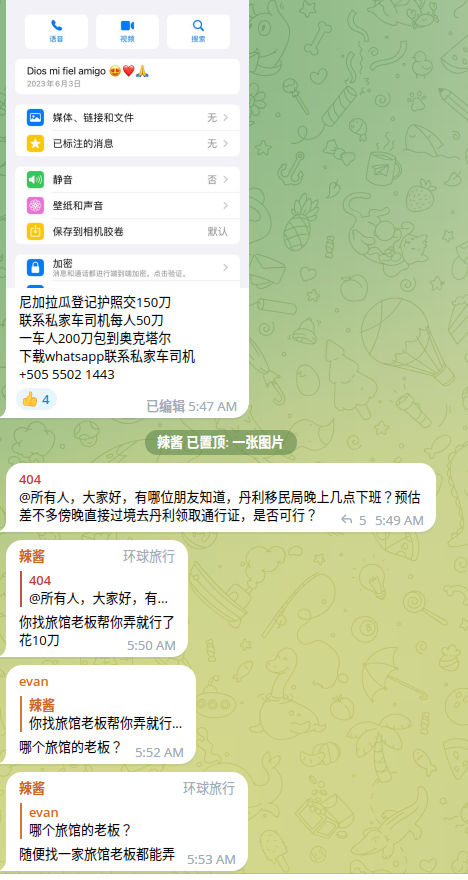 语音 视频 搜索
Dios mi fiel amigo 😍❤️🙏
2023年6月3日
媒体、链接和文件 无
已标注的消息 无
静音 否
壁纸和声音
保存到相机胶卷 默认
加密
消息和通话都进行端到端加密。点击验证。
尼加拉瓜登记护照交150刀
联系私家车司机每人50刀
一车人200刀包到奥克塔尔
下载whatsapp联系私家车司机
+505 5502 1443
👍 4
已编辑 5:47 AM
辣酱 已置顶: 一张图片
404
@所有人，大家好，有哪位朋友知道，丹利移民局晚上几点下班？预估
差不多傍晚直接过境去丹利领取通行证，是否可行？ 5 5:49 AM
辣酱 环球旅行
404
@所有人，大家好，有...
你找旅馆老板帮你弄就行了
花10刀 5:50 AM
evan
辣酱
你找旅馆老板帮你弄就行...
哪个旅馆的老板？ 5:52 AM
辣酱 环球旅行
evan
哪个旅馆的老板？
随便找一家旅馆老板都能弄 5:53 AM